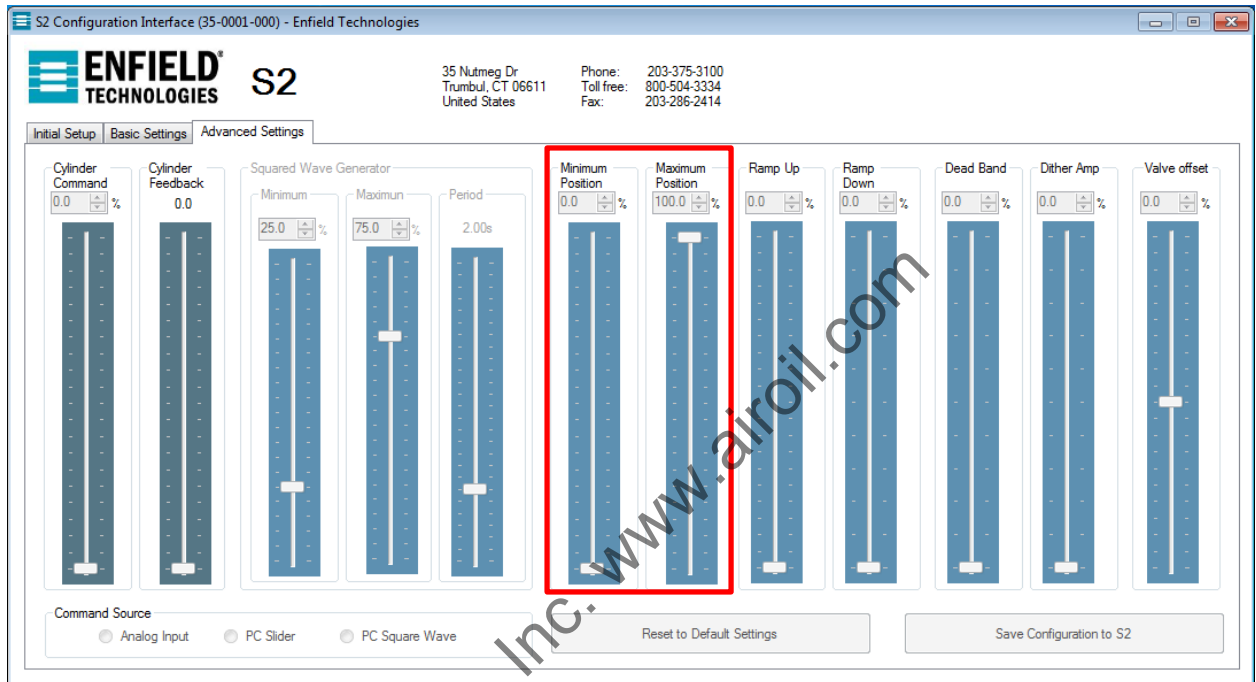 S2 Configuration Interface (35-0001-000) - Enfield Technologies
ENFIELD®
TECHNOLOGIES
S2
35 Nutmeg Dr
Trumbul, CT 06611
United States
Phone: 203-375-3100
Toll free: 800-504-3334
Fax: 203-286-2414
Initial Setup Basic Settings Advanced Settings
Cylinder Command
0.0 %
Cylinder Feedback
0.0
Squared Wave Generator
Minimum
25.0 %
Maximun
75.0 %
Period
2.00s
Minimum Position
0.0 %
Maximum Position
100.0 %
Ramp Up
0.0 %
Ramp Down
0.0 %
Dead Band
0.0 %
Dither Amp
0.0 %
Valve offset
0.0 %
Command Source
Analog Input PC Slider PC Square Wave
Reset to Default Settings
Save Configuration to S2
Inc. www.airoil.com